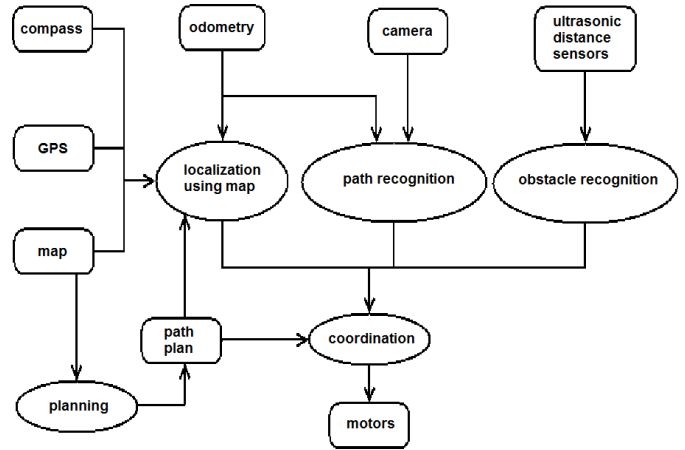 compass
odometry
camera
ultrasonic
distance
sensors
GPS
localization
using map
path recognition
obstacle recognition
map
path
plan
coordination
planning
motors